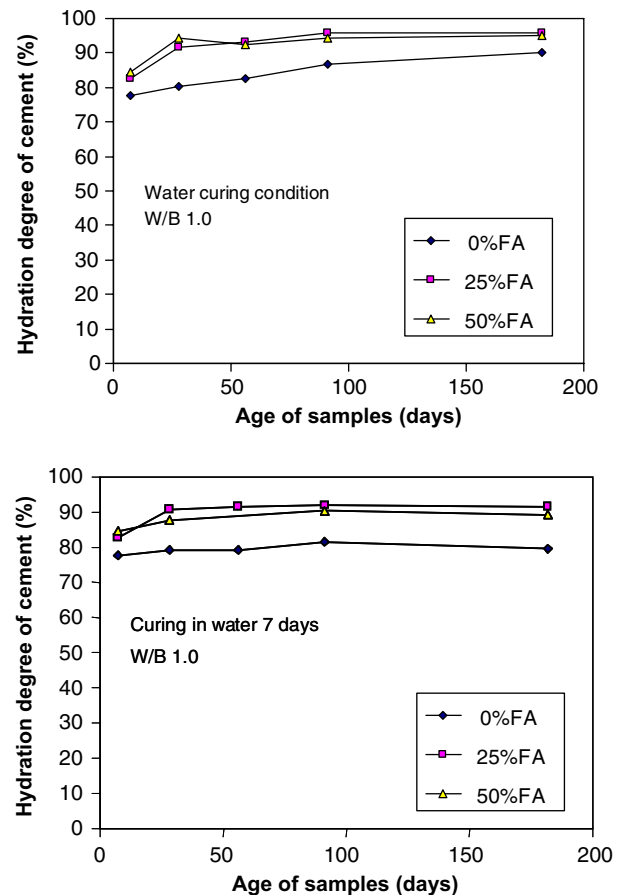 Hydration degree of cement (%)
100
90
80
70
60
50
40
30
20
10
0
Water curing condition
W/B 1.0
0%FA
25%FA
50%FA
0 50 100 150 200
Age of samples (days)
Hydration degree of cement (%)
100
90
80
70
60
50
40
30
20
10
0
Curing in water 7 days
W/B 1.0
0%FA
25%FA
50%FA
0 50 100 150 200
Age of samples (days)